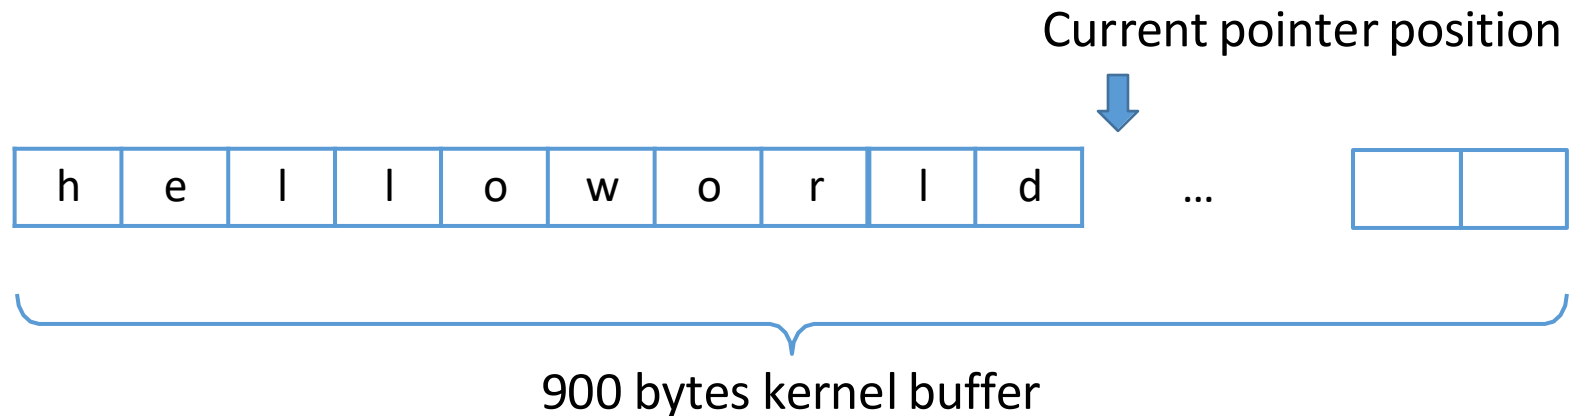 Current pointer position
h e l l o w o r l d ...
900 bytes kernel buffer